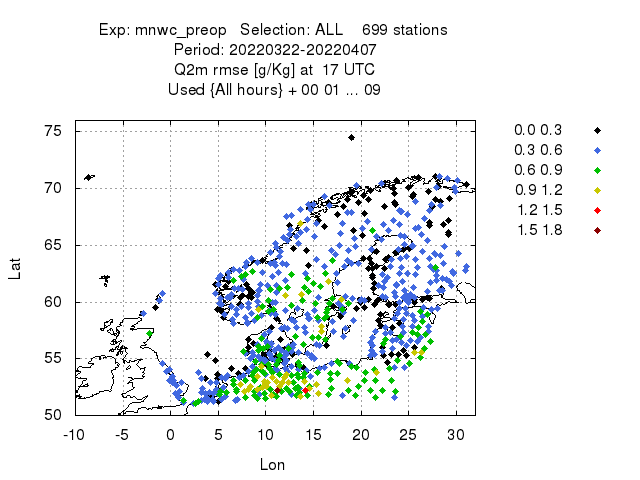 Exp: mnwc_preop Selection: ALL 699 stations
Period: 20220322-20220407
Q2m rmse [g/Kg] at 17 UTC
Used {All hours} + 00 01 ... 09
75
70
65
60
55
50
Lat
-10 -5 0 5 10 15 20 25 30
Lon
0.0 0.3
0.3 0.6
0.6 0.9
0.9 1.2
1.2 1.5
1.5 1.8